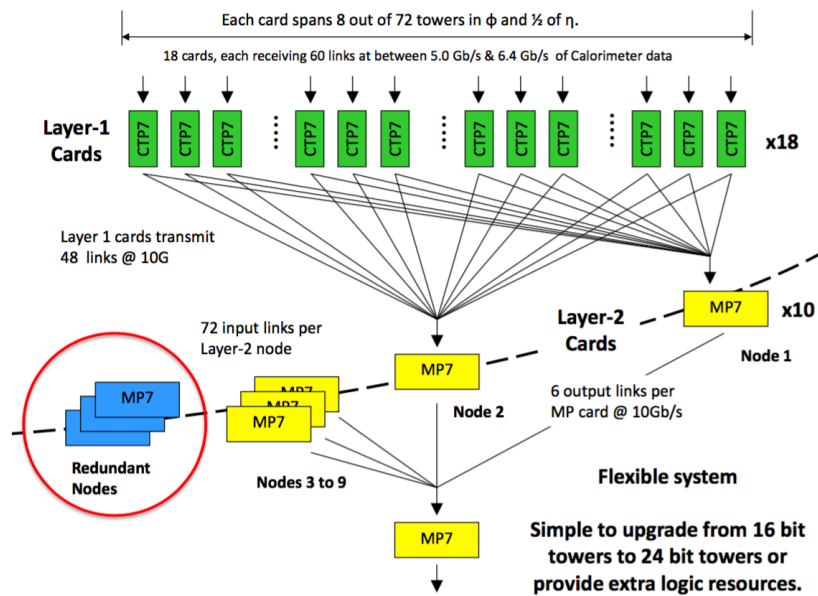 Each card spans 8 out of 72 towers in ϕ and ½ of η.
18 cards, each receiving 60 links at between 5.0 Gb/s & 6.4 Gb/s of Calorimeter data
Layer-1
Cards
CTP7
CTP7
CTP7
CTP7
CTP7
CTP7
CTP7
CTP7
CTP7
CTP7
CTP7
CTP7
x18
Layer 1 cards transmit
48 links @ 10G
MP7
x10
Layer-2
Cards
Node 1
72 input links per
Layer-2 node
MP7
Node 2
6 output links per
MP card @ 10Gb/s
MP7
Redundant
Nodes
MP7
MP7
MP7
Nodes 3 to 9
Flexible system
MP7
Simple to upgrade from 16 bit
towers to 24 bit towers or
provide extra logic resources.